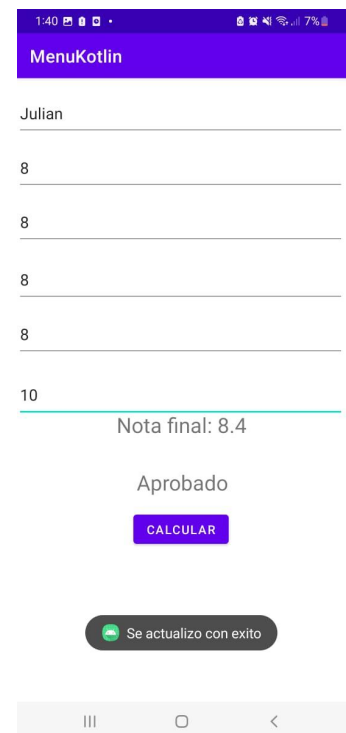 1:40
7%
MenuKotlin
Julian
8
8
8
8
10
Nota final: 8.4
Aprobado
CALCULAR
Se actualizo con exito